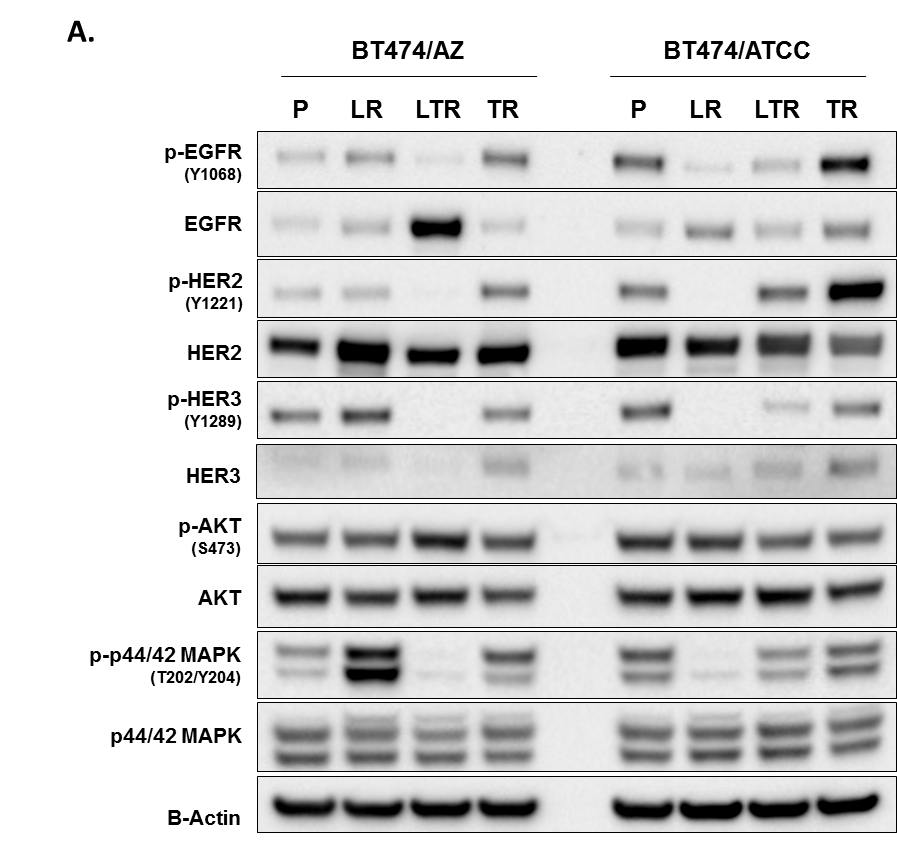 A.
BT474/AZ BT474/ATCC
P LR LTR TR P LR LTR TR
p-EGFR
(Y1068)
EGFR
p-HER2
(Y1221)
HER2
p-HER3
(Y1289)
HER3
p-AKT
(S473)
AKT
p-p44/42 MAPK
(T202/Y204)
p44/42 MAPK
B-Actin